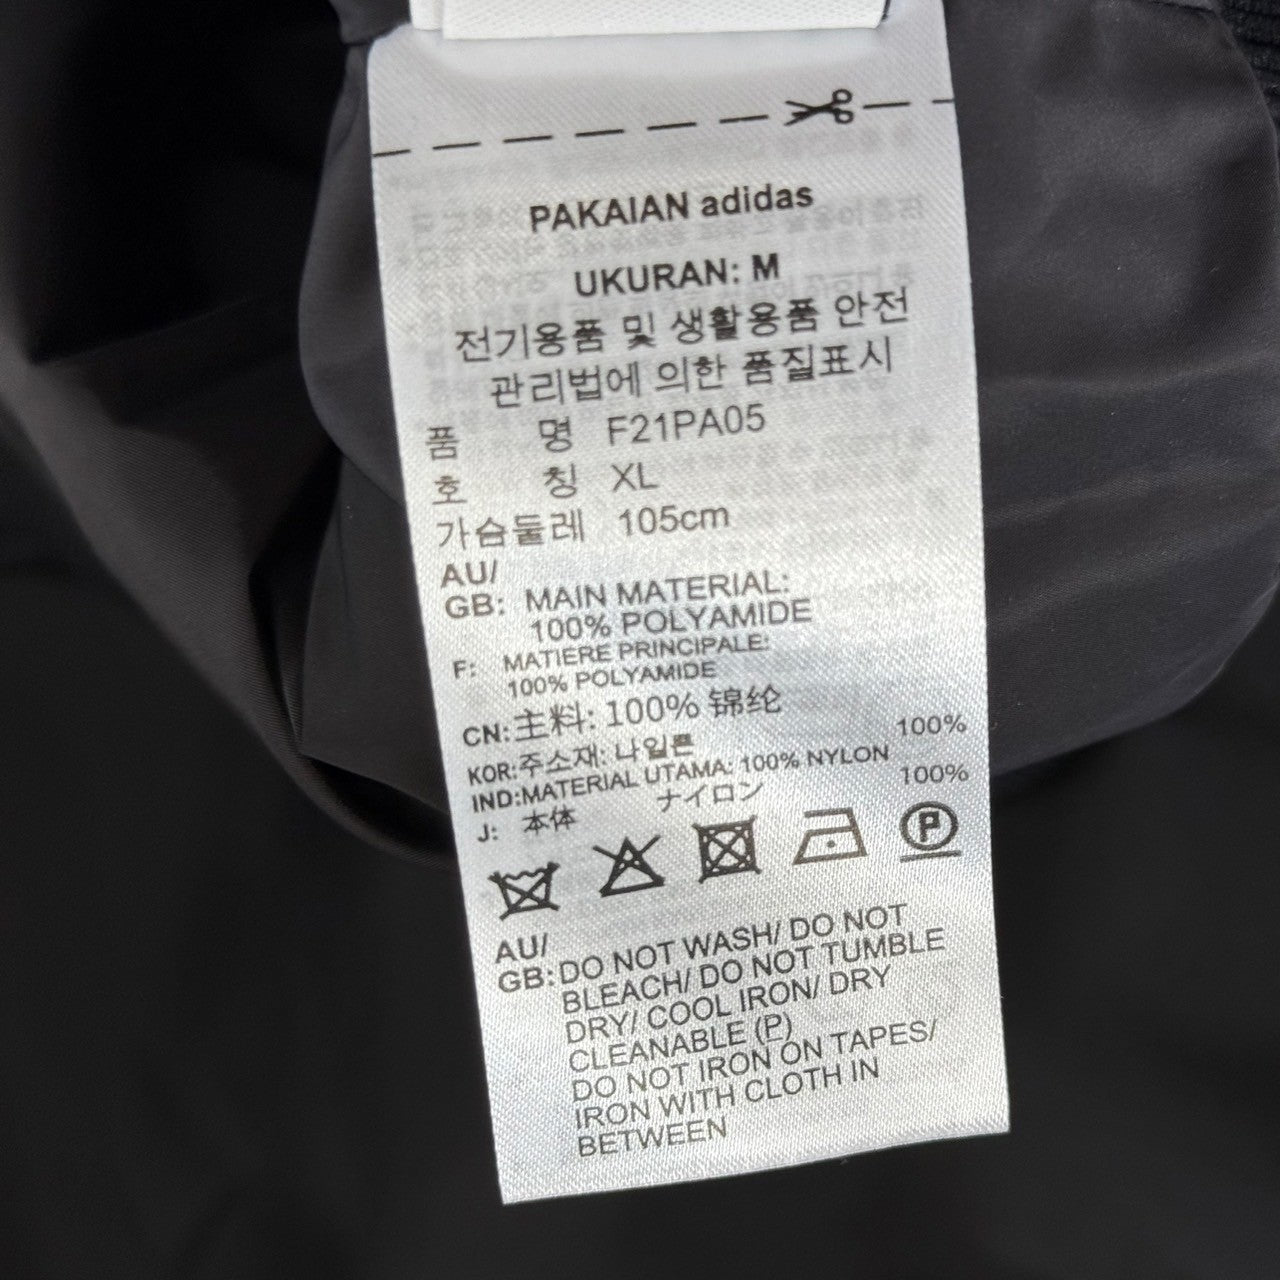 PAKAIAN adidas
UKURAN: M
전기용품 및 생활용품 안전
관리법에 의한 품질표시
품 명 F21PA05
호 칭 XL
가슴둘레 105cm
AU/
GB: MAIN MATERIAL:
100% POLYAMIDE
F: MATIERE PRINCIPALE:
100% POLYAMIDE
CN:主料: 100% 锦纶
KOR:주소재: 나일론 100%
IND:MATERIAL UTAMA: 100% NYLON
J: 本体 ナイロン 100%
P
AU/
GB:DO NOT WASH/ DO NOT
BLEACH/ DO NOT TUMBLE
DRY/ COOL IRON/ DRY
CLEANABLE (P)
DO NOT IRON ON TAPES/
IRON WITH CLOTH IN
BETWEEN